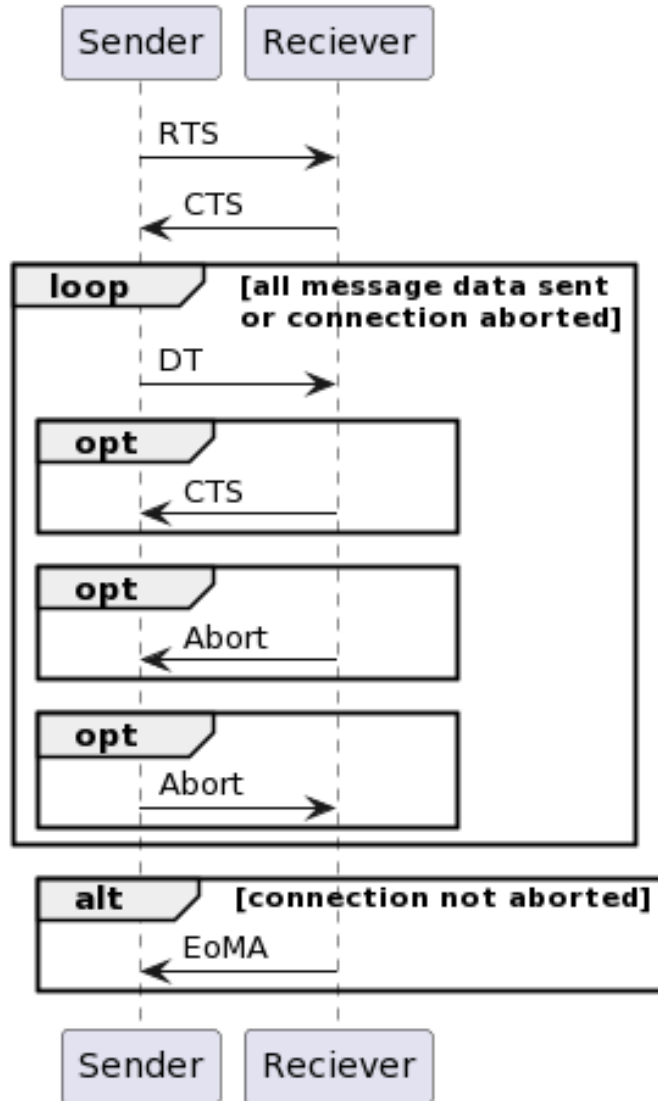 Sender Reciever
RTS
CTS
loop [all message data sent
or connection aborted]
DT
opt
CTS
opt
Abort
opt
Abort
alt [connection not aborted]
EoMA
Sender Reciever